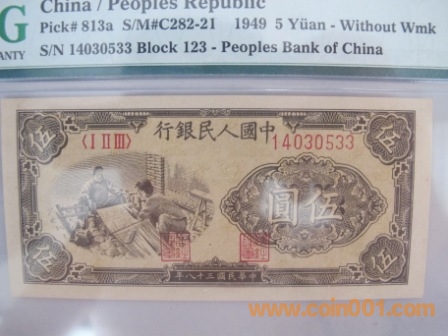 China / Peoples Republic
G Pick# 813a S/M#C282-21 1949 5 Yüan - Without Wmk
RANTY S/N 14030533 Block 123 - Peoples Bank of China
行銀民人國中
〈I II III〉 14030533
伍 伍
圓伍
伍 伍
年八十三國民華中
www.coin001.com